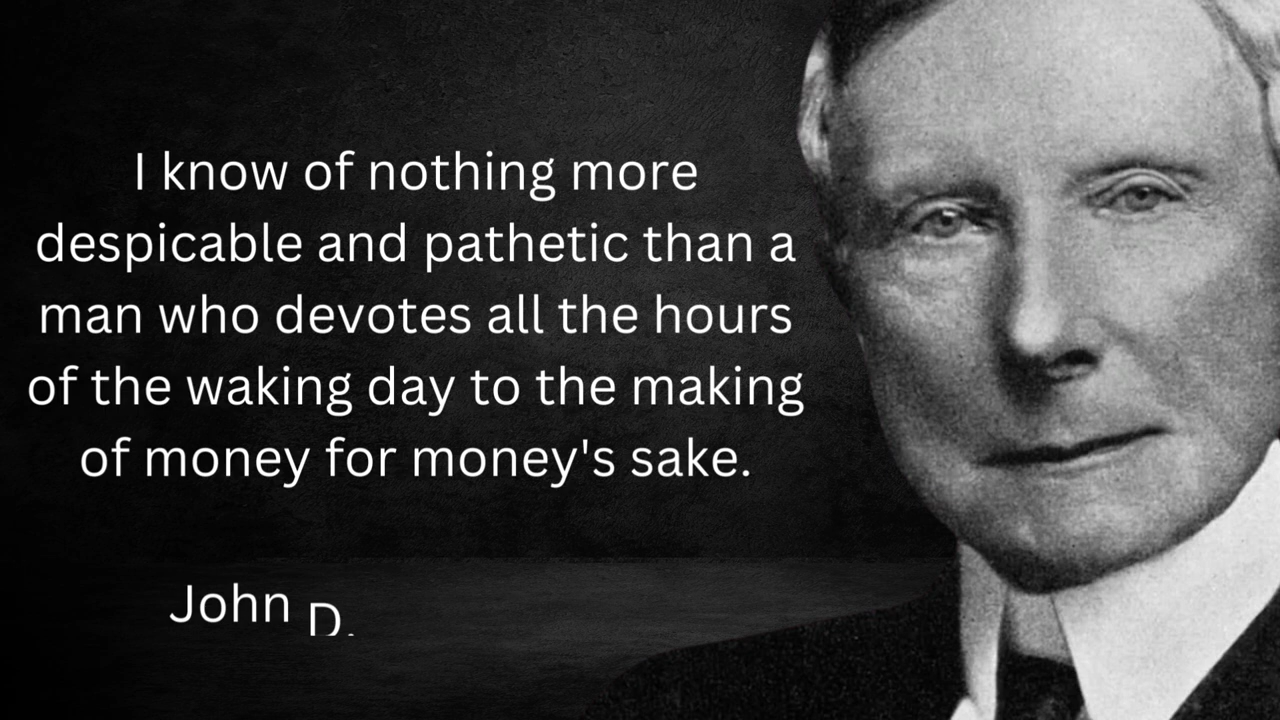 I know of nothing more
despicable and pathetic than a
man who devotes all the hours
of the waking day to the making
of money for money's sake.
John D.